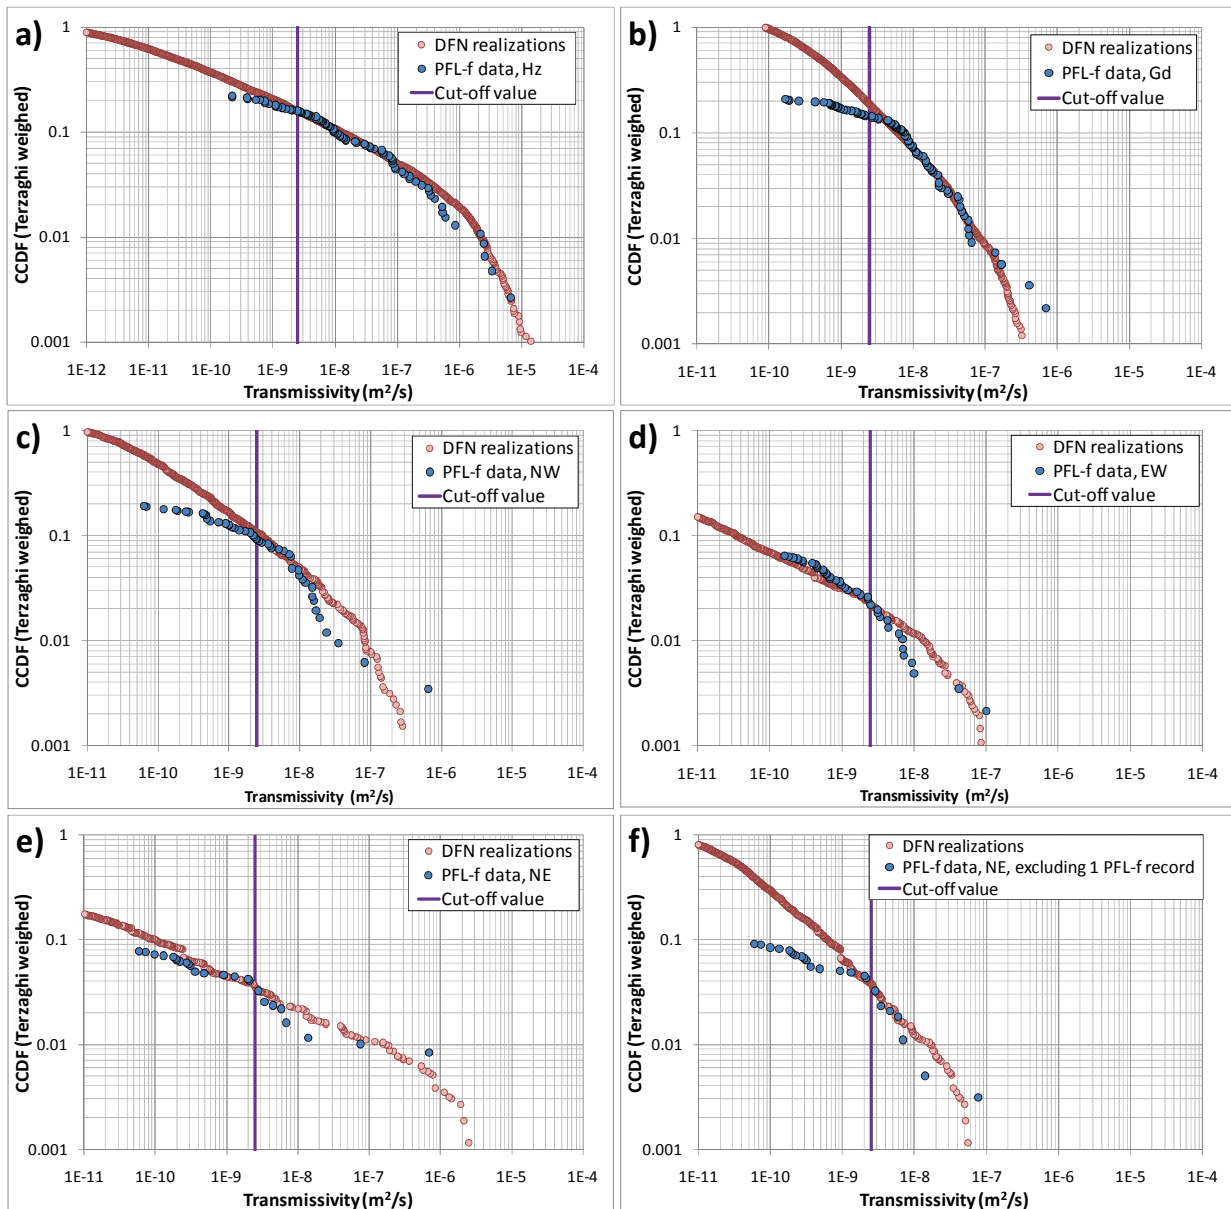 a)
DFN realizations
PFL-f data, Hz
Cut-off value
CCDF (Terzaghi weighed)
1
0.1
0.01
0.001
1E-12 1E-11 1E-10 1E-9 1E-8 1E-7 1E-6 1E-5 1E-4
Transmissivity (m²/s)
b)
DFN realizations
PFL-f data, Gd
Cut-off value
CCDF (Terzaghi weighed)
1
0.1
0.01
0.001
1E-11 1E-10 1E-9 1E-8 1E-7 1E-6 1E-5 1E-4
Transmissivity (m²/s)
c)
DFN realizations
PFL-f data, NW
Cut-off value
CCDF (Terzaghi weighed)
1
0.1
0.01
0.001
1E-11 1E-10 1E-9 1E-8 1E-7 1E-6 1E-5 1E-4
Transmissivity (m²/s)
d)
DFN realizations
PFL-f data, EW
Cut-off value
CCDF (Terzaghi weighed)
1
0.1
0.01
0.001
1E-11 1E-10 1E-9 1E-8 1E-7 1E-6 1E-5 1E-4
Transmissivity (m²/s)
e)
DFN realizations
PFL-f data, NE
Cut-off value
CCDF (Terzaghi weighed)
1
0.1
0.01
0.001
1E-11 1E-10 1E-9 1E-8 1E-7 1E-6 1E-5 1E-4
Transmissivity (m²/s)
f)
DFN realizations
PFL-f data, NE, excluding 1 PFL-f record
Cut-off value
CCDF (Terzaghi weighed)
1
0.1
0.01
0.001
1E-11 1E-10 1E-9 1E-8 1E-7 1E-6 1E-5 1E-4
Transmissivity (m²/s)